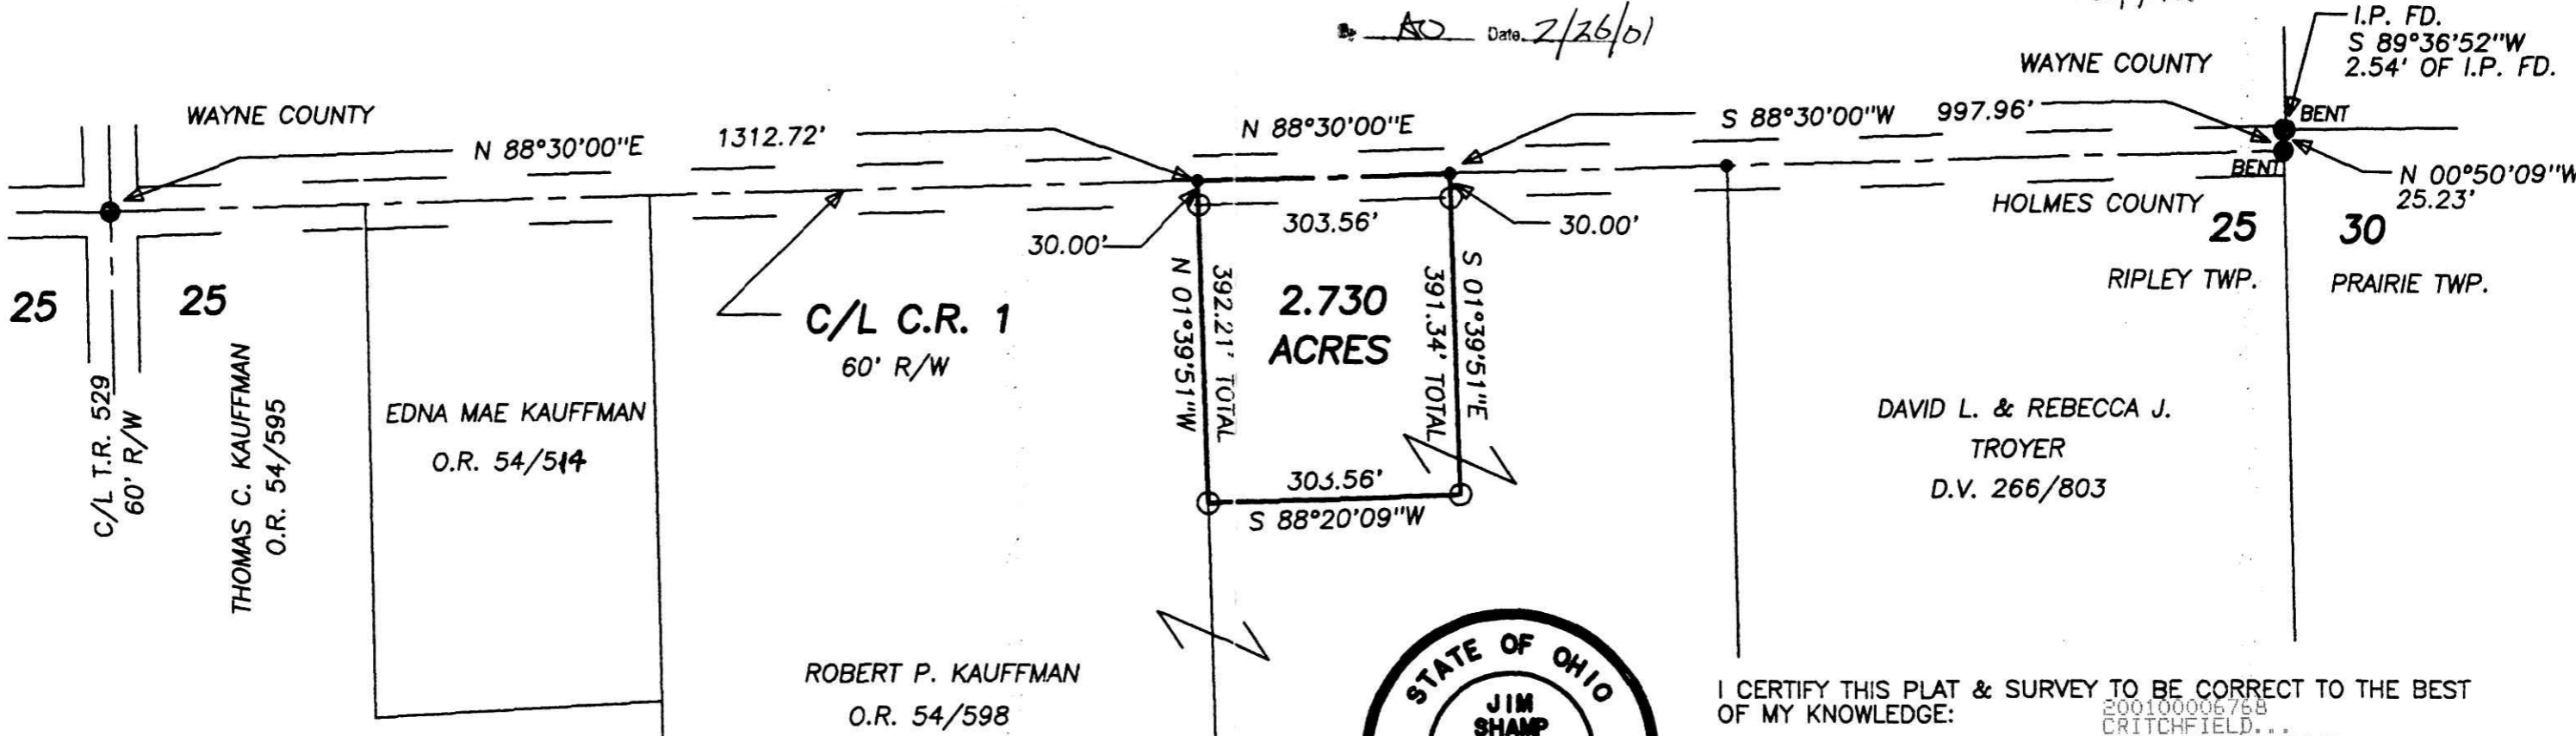 By AO Date 2/26/01
I.P. FD.
S 89°36'52"W
2.54' OF I.P. FD.
WAYNE COUNTY
WAYNE COUNTY
BENT
N 88°30'00"E
1312.72'
N 88°30'00"E
S 88°30'00"W
997.96'
BENT
N 00°50'09"W
25.23'
HOLMES COUNTY
30.00'
303.56'
30.00'
25
30
25
25
RIPLEY TWP.
PRAIRIE TWP.
C/L C.R. 1
60' R/W
N 01°39'51"W
392.21' TOTAL
2.730
ACRES
391.34' TOTAL
S 01°39'51"E
C/L T.R. 529
60' R/W
THOMAS C. KAUFFMAN
O.R. 54/595
EDNA MAE KAUFFMAN
O.R. 54/514
303.56'
S 88°20'09"W
DAVID L. & REBECCA J.
TROYER
D.V. 266/803
ROBERT P. KAUFFMAN
O.R. 54/598
STATE OF OHIO
JIM
SHAMP
I CERTIFY THIS PLAT & SURVEY TO BE CORRECT TO THE BEST
OF MY KNOWLEDGE:
200100006768
CRITCHFIELD...